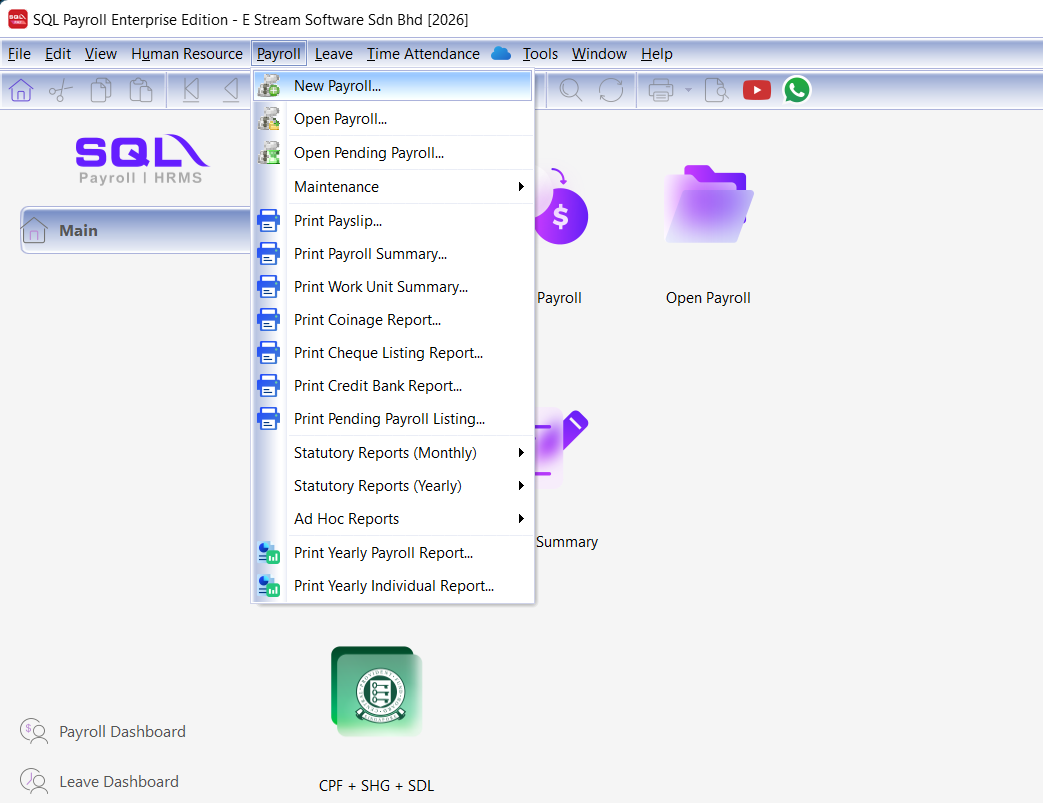 SQL Payroll Enterprise Edition - E Stream Software Sdn Bhd [2026]
File Edit View Human Resource Payroll Leave Time Attendance Tools Window Help
New Payroll...
Open Payroll...
Open Pending Payroll...
Maintenance
Print Payslip...
Print Payroll Summary...
Print Work Unit Summary...
Print Coinage Report...
Print Cheque Listing Report...
Print Credit Bank Report...
Print Pending Payroll Listing...
Statutory Reports (Monthly)
Statutory Reports (Yearly)
Ad Hoc Reports
Print Yearly Payroll Report...
Print Yearly Individual Report...
SQL
Payroll | HRMS
Main
Payroll
Open Payroll
Summary
CPF + SHG + SDL
Payroll Dashboard
Leave Dashboard